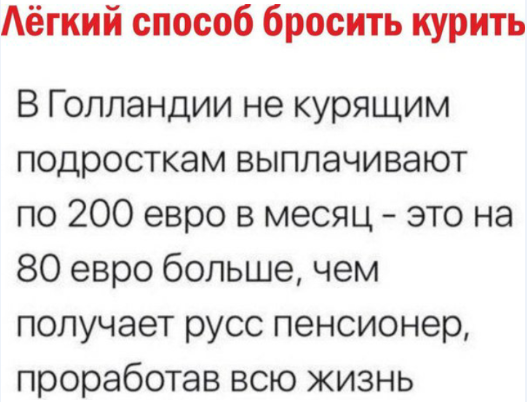 Лёгкий способ бросить курить
В Голландии не курящим
подросткам выплачивают
по 200 евро в месяц - это на
80 евро больше, чем
получает русс пенсионер,
проработав всю жизнь